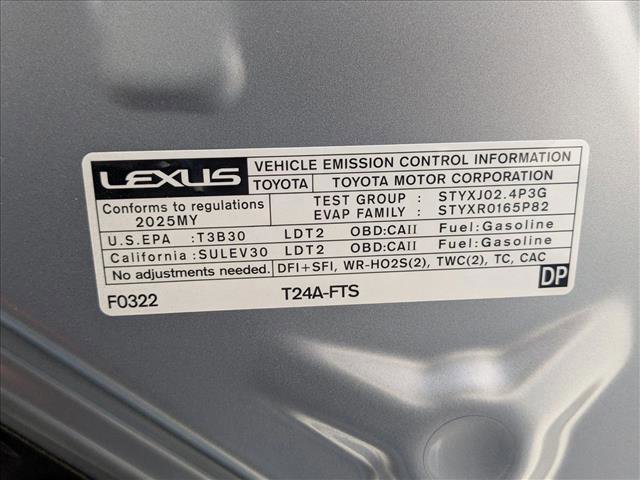 LEXUS VEHICLE EMISSION CONTROL INFORMATION
TOYOTA TOYOTA MOTOR CORPORATION
Conforms to regulations TEST GROUP : STYXJ02.4P3G
2025MY EVAP FAMILY : STYXR0165P82
U.S.EPA :T3B30 LDT2 OBD:CAII Fuel:Gasoline
California :SULEV30 LDT2 OBD:CAII Fuel:Gasoline
No adjustments needed. DFI+SFI, WR-HO2S(2), TWC(2), TC, CAC
F0322 T24A-FTS DP